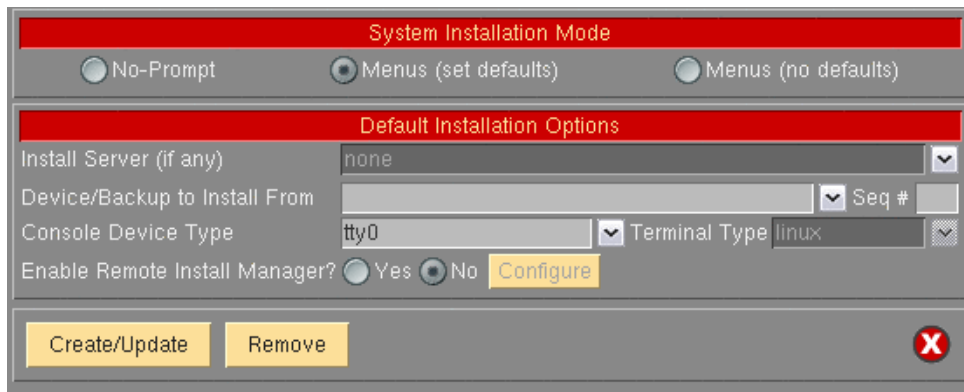 System Installation Mode
No-Prompt Menus (set defaults) Menus (no defaults)
Default Installation Options
Install Server (if any) none
Device/Backup to Install From Seq #
Console Device Type tty0 Terminal Type linux
Enable Remote Install Manager? Yes No Configure
Create/Update Remove X